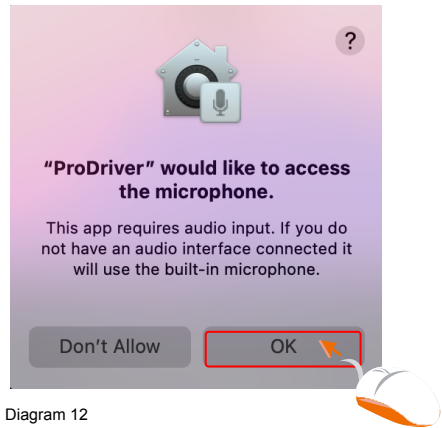 ?
“ProDriver” would like to access
the microphone.
This app requires audio input. If you do
not have an audio interface connected it
will use the built-in microphone.
Don’t Allow OK
Diagram 12